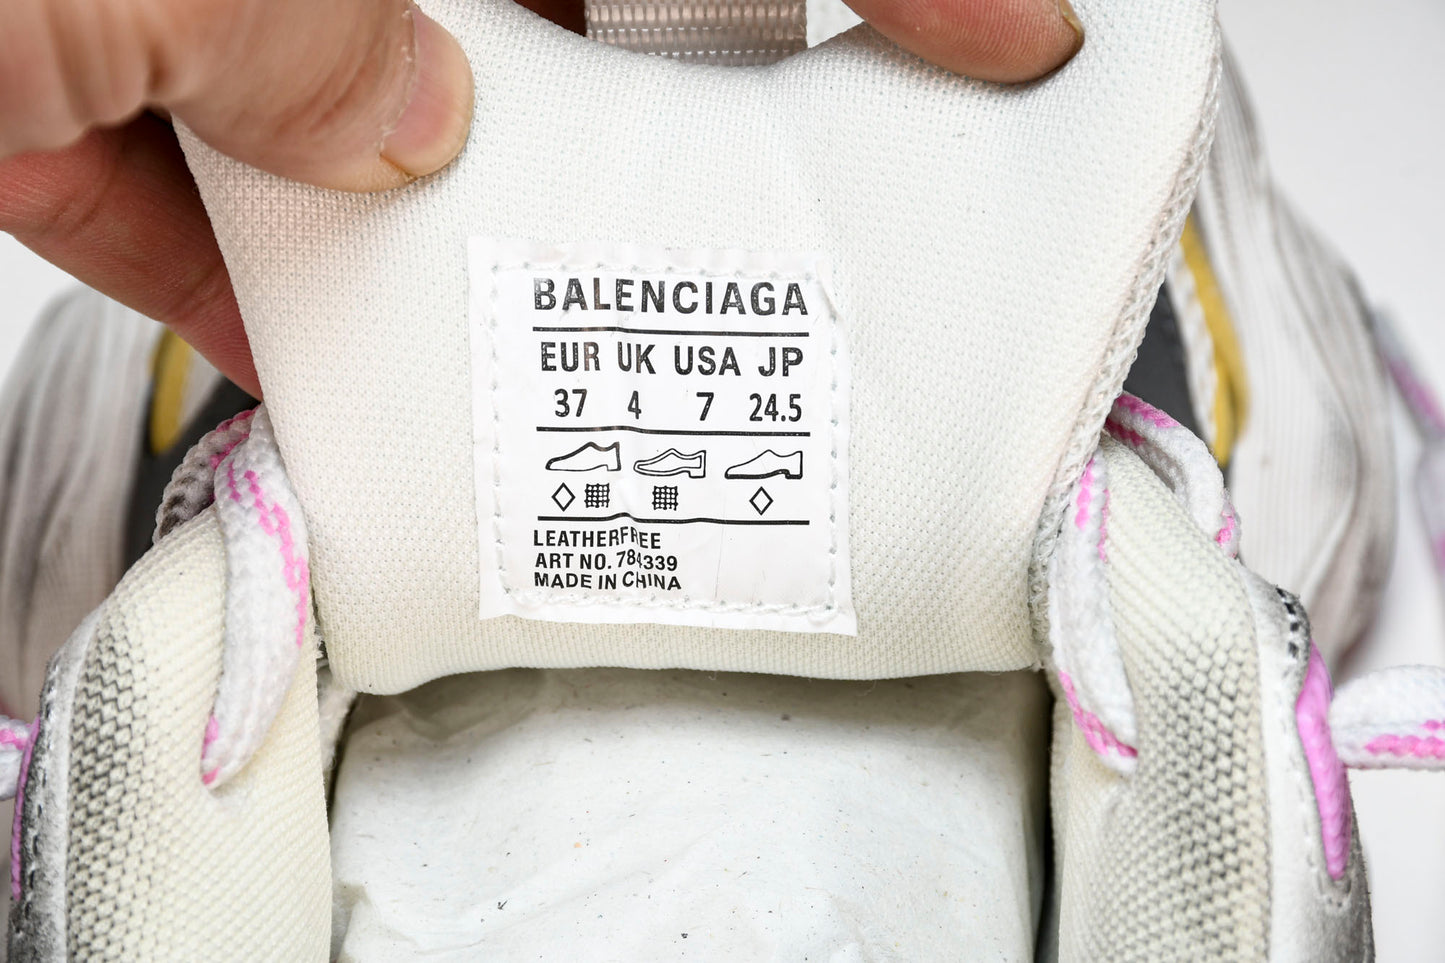 BALENCIAGA
EUR UK USA JP
37 4 7 24.5
LEATHERFREE
ART NO. 784339
MADE IN CHINA